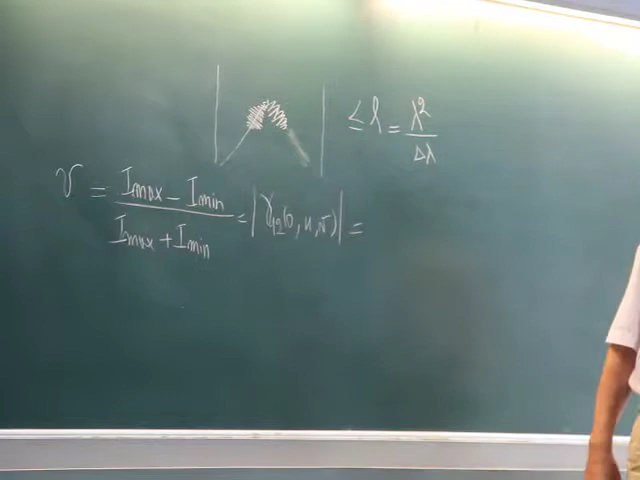 ≤ l = λ²/Δλ
V = (Imax − Imin)/(Imax + Imin) = |γ₁₂(0, u, v)| =